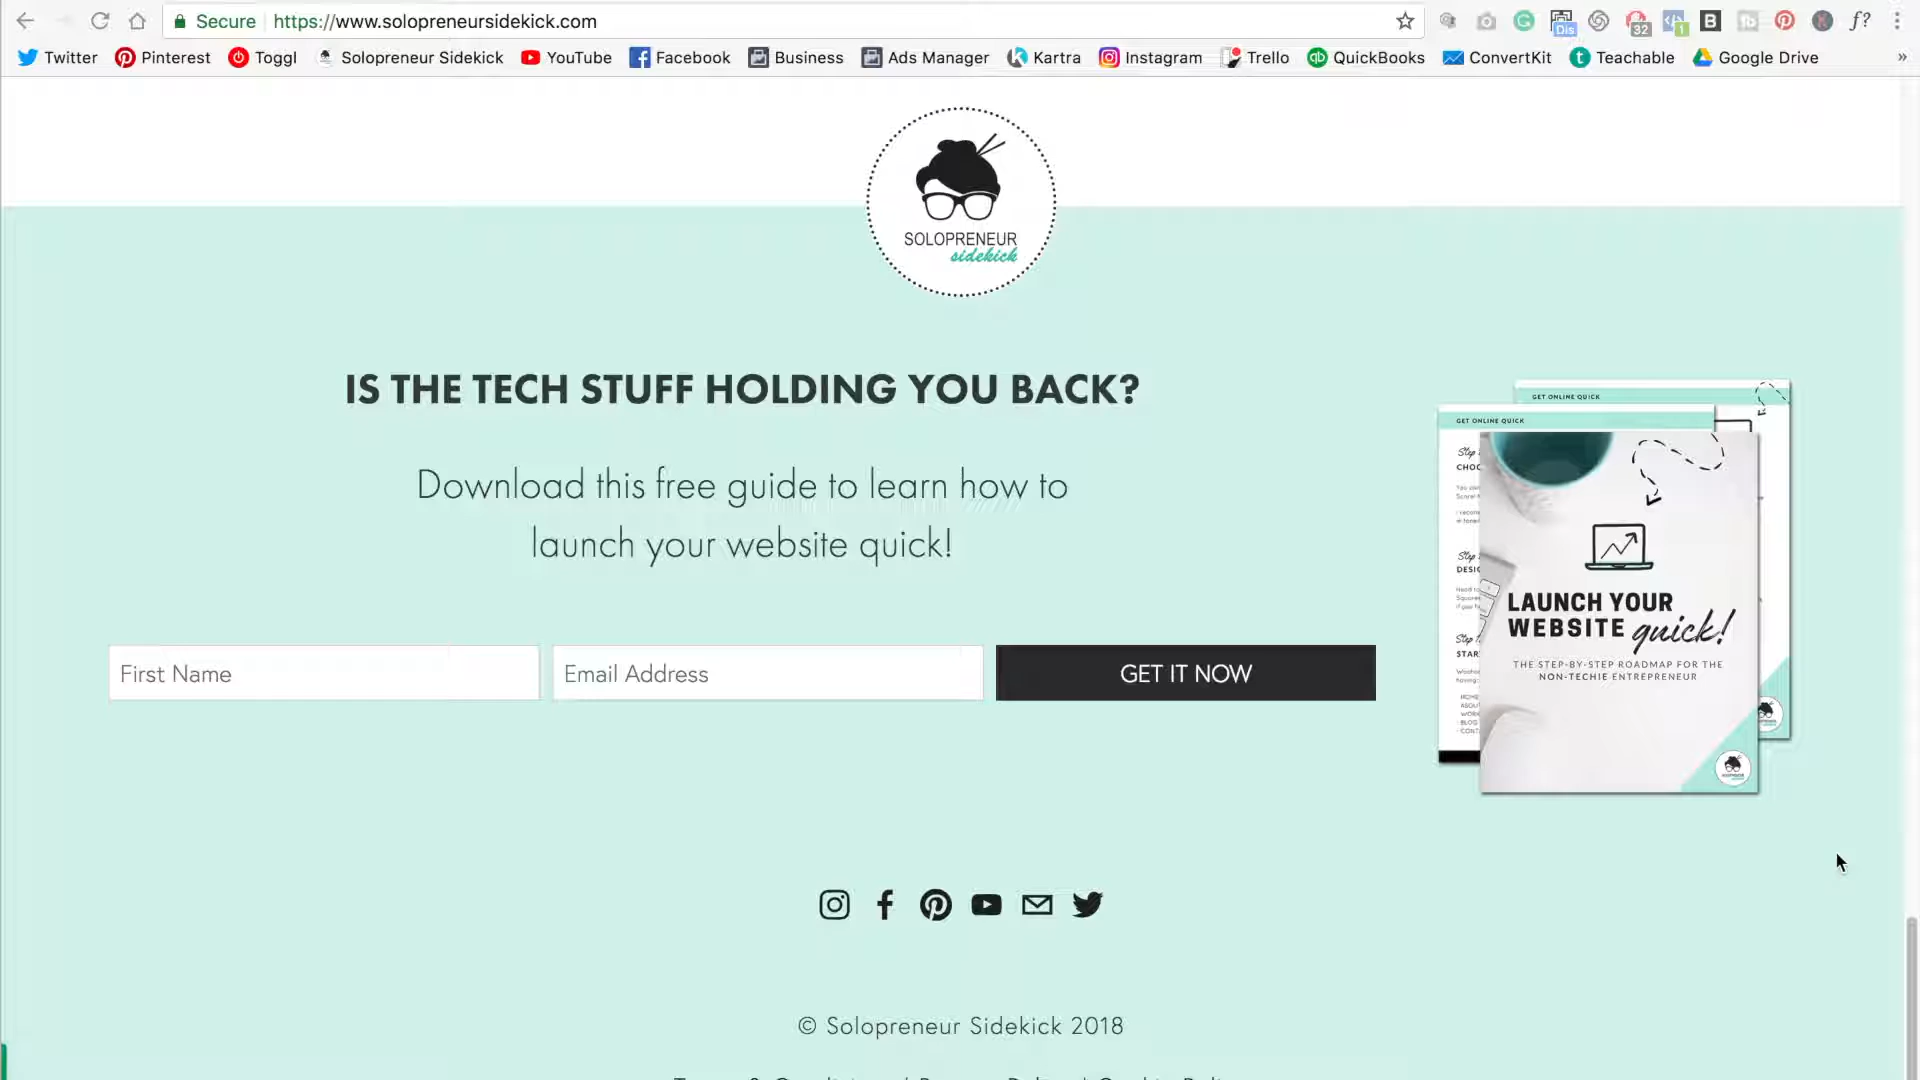 Secure https://www.solopreneursidekick.com
Dis 32 1 B f?
Twitter Pinterest Toggl Solopreneur Sidekick YouTube Facebook Business Ads Manager Kartra Instagram Trello QuickBooks ConvertKit Teachable Google Drive »
SOLOPRENEUR
sidekick
IS THE TECH STUFF HOLDING YOU BACK?
Download this free guide to learn how to
launch your website quick!
First Name Email Address GET IT NOW
GET ONLINE QUICK
GET ONLINE QUICK
LAUNCH YOUR
WEBSITE quick!
THE STEP-BY-STEP ROADMAP FOR THE
NON-TECHIE ENTREPRENEUR
© Solopreneur Sidekick 2018